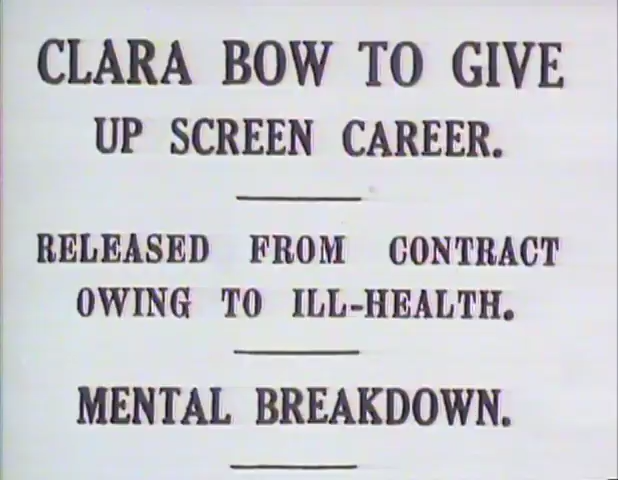 CLARA BOW TO GIVE
UP SCREEN CAREER.
RELEASED FROM CONTRACT
OWING TO ILL-HEALTH.
MENTAL BREAKDOWN.